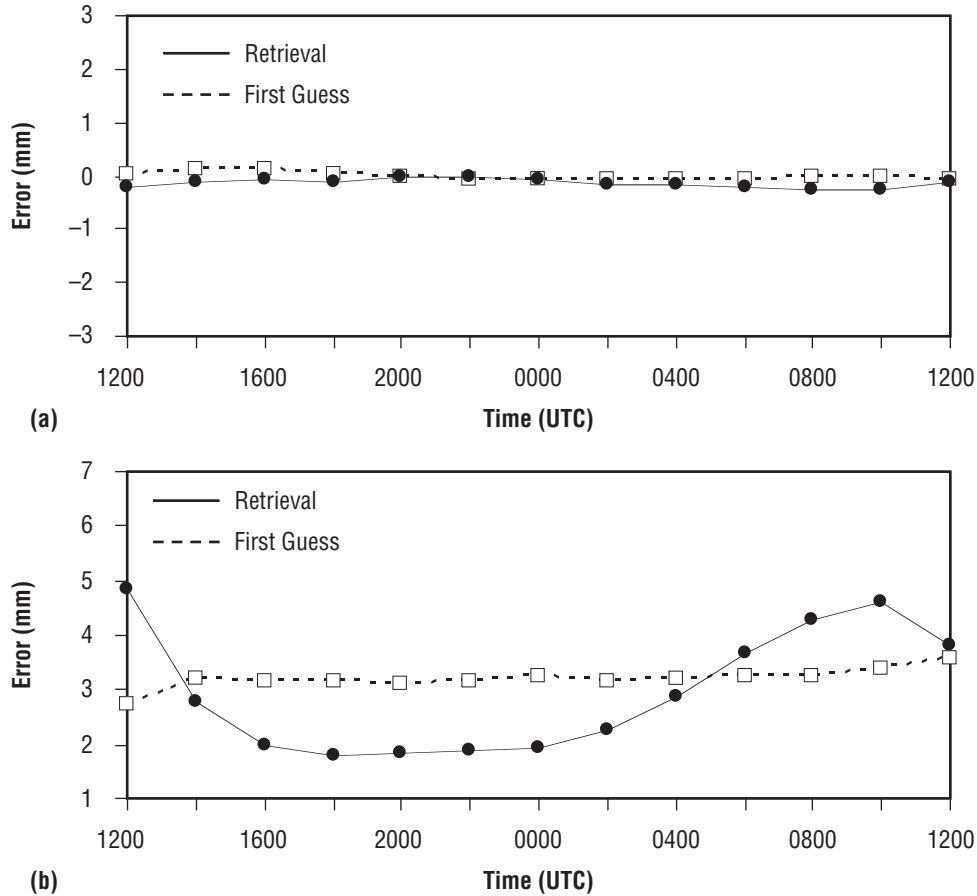 3
2
1
0
–1
–2
–3
Error (mm)
Retrieval
First Guess
1200 1600 2000 0000 0400 0800 1200
(a) Time (UTC)
7
6
5
4
3
2
1
Error (mm)
Retrieval
First Guess
1200 1600 2000 0000 0400 0800 1200
(b) Time (UTC)